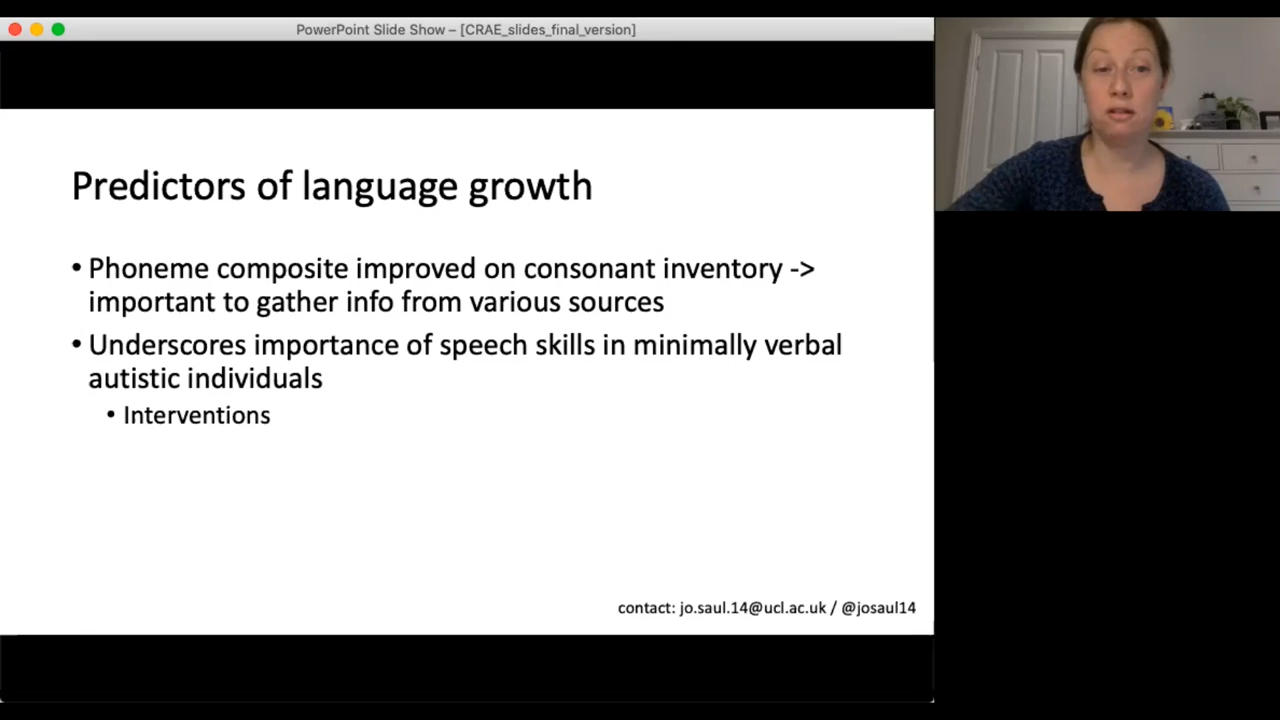 PowerPoint Slide Show – [CRAE_slides_final_version]
Predictors of language growth
• Phoneme composite improved on consonant inventory ->
important to gather info from various sources
• Underscores importance of speech skills in minimally verbal
autistic individuals
• Interventions
contact: jo.saul.14@ucl.ac.uk / @josaul14